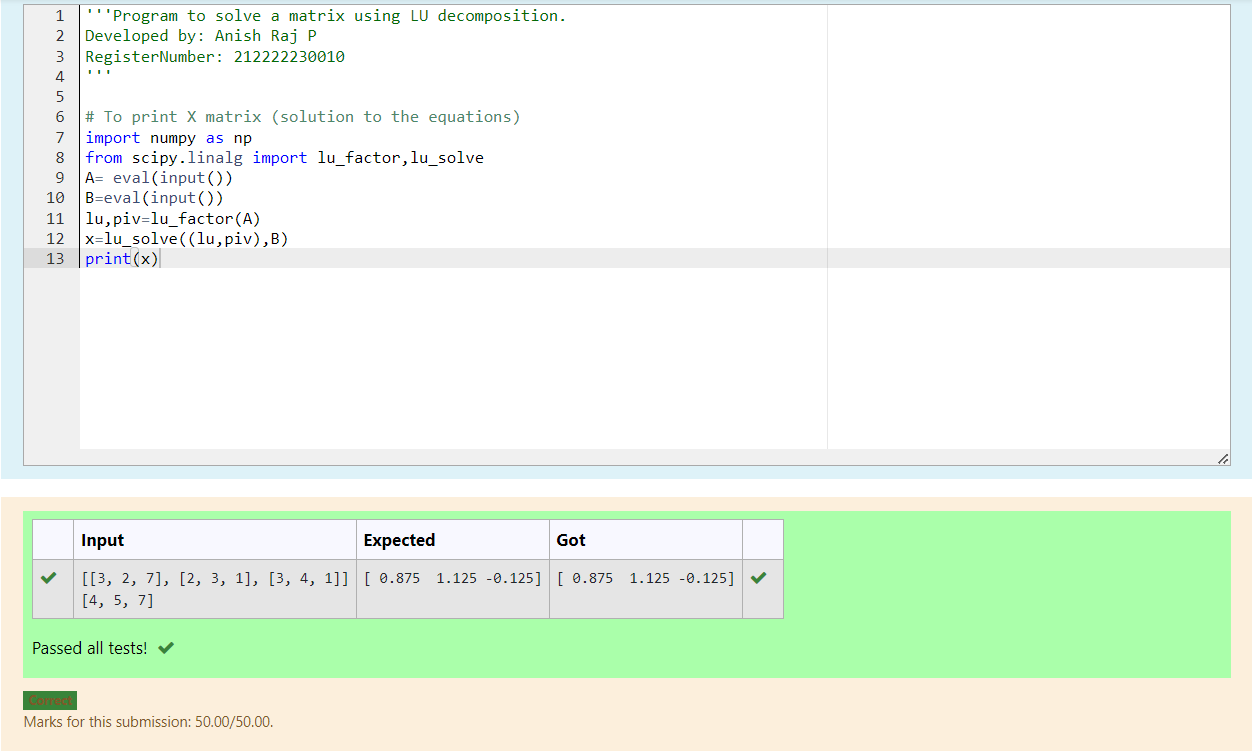 1 '''Program to solve a matrix using LU decomposition.
2 Developed by: Anish Raj P
3 RegisterNumber: 212222230010
4 '''
5
6 # To print X matrix (solution to the equations)
7 import numpy as np
8 from scipy.linalg import lu_factor,lu_solve
9 A= eval(input())
10 B=eval(input())
11 lu,piv=lu_factor(A)
12 x=lu_solve((lu,piv),B)
13 print(x)
Input Expected Got
[[3, 2, 7], [2, 3, 1], [3, 4, 1]] [ 0.875  1.125 -0.125] [ 0.875  1.125 -0.125]
[4, 5, 7]
Passed all tests!
Correct
Marks for this submission: 50.00/50.00.